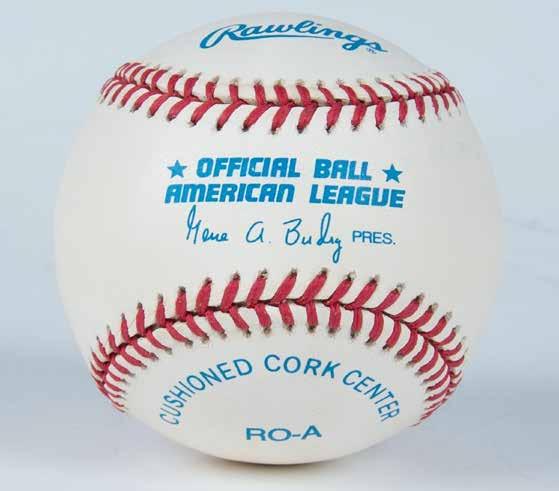 Rawlings®
★ OFFICIAL BALL ★
AMERICAN LEAGUE
Gene A. Budig PRES.
CUSHIONED CORK CENTER
RO-A